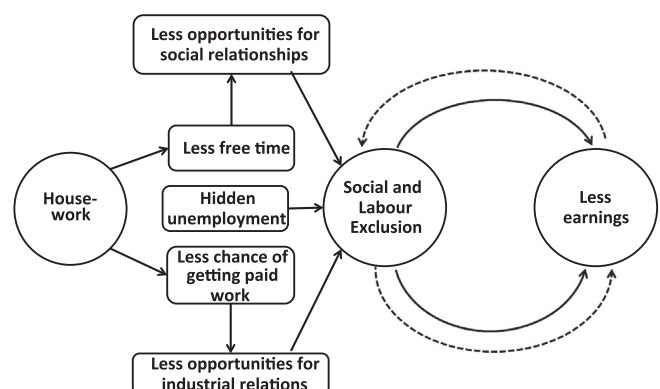 Less opportunities for
social relationships
Less free time
House-
work
Hidden
unemployment
Social and
Labour
Exclusion
Less
earnings
Less chance of
getting paid
work
Less opportunities for
industrial relations